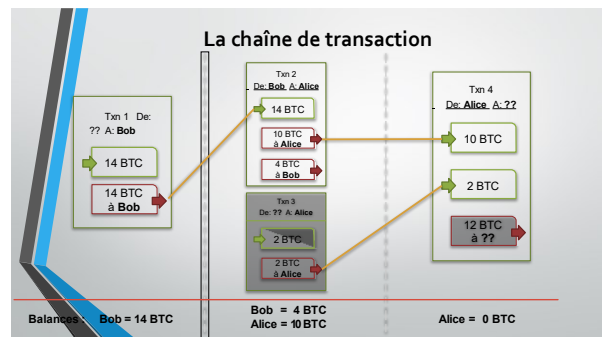 La chaîne de transaction
Txn 1 De:
?? A: Bob
14 BTC
14 BTC
à Bob
Txn 2
De: Bob A: Alice
14 BTC
10 BTC
à Alice
4 BTC
à Bob
Txn 3
De: ?? A: Alice
2 BTC
2 BTC
à Alice
Txn 4
De: Alice A: ??
10 BTC
2 BTC
12 BTC
à ??
Balances : Bob = 14 BTC
Bob = 4 BTC
Alice = 10 BTC
Alice = 0 BTC